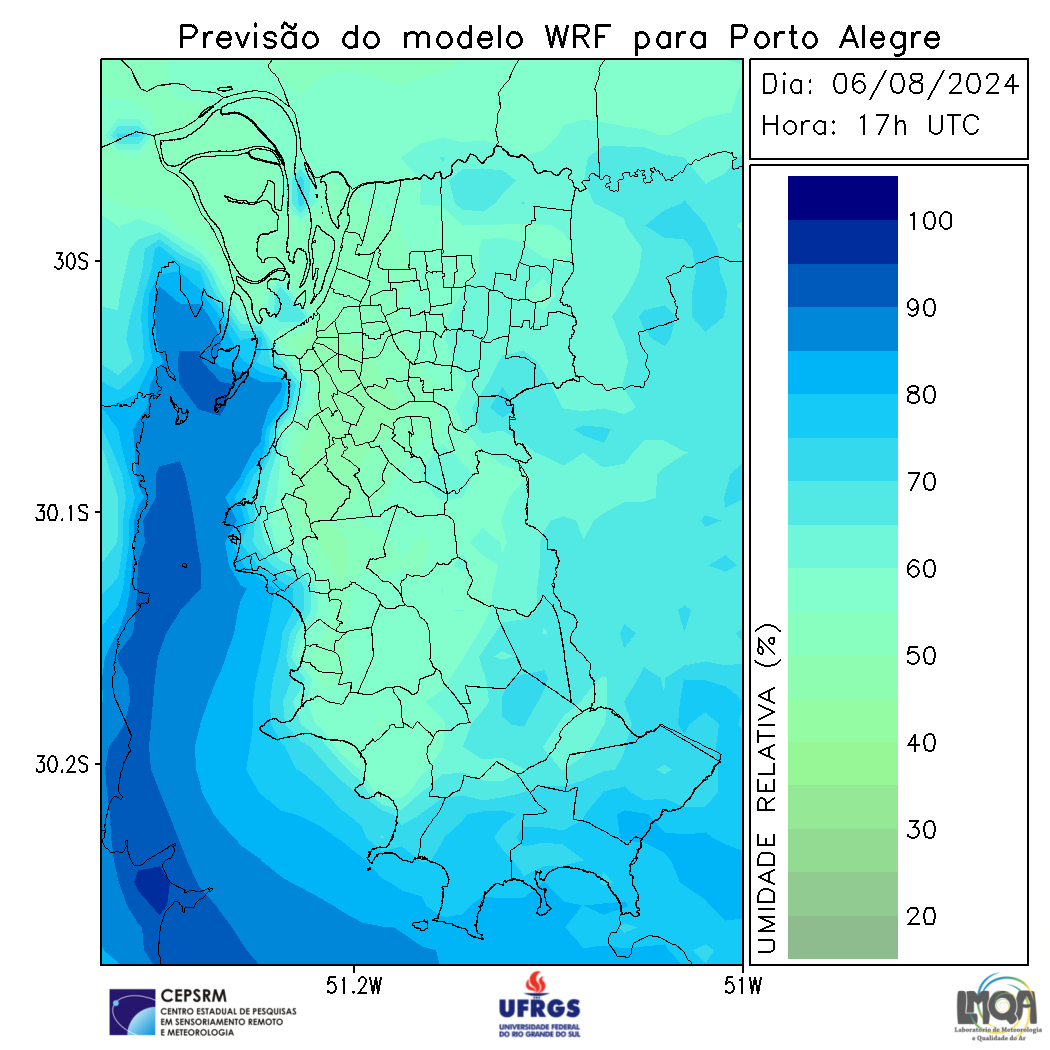 Previsão do modelo WRF para Porto Alegre
Dia: 06/08/2024
Hora: 17h UTC
100
90
80
70
60
50
40
30
20
UMIDADE RELATIVA (%)
30S
30.1S
30.2S
51.2W
51W
CEPSRM
CENTRO ESTADUAL DE PESQUISAS
EM SENSORIAMENTO REMOTO
E METEOROLOGIA
UFRGS
UNIVERSIDADE FEDERAL
DO RIO GRANDE DO SUL
LMQA
Laboratório de Meteorologia
e Qualidade do Ar